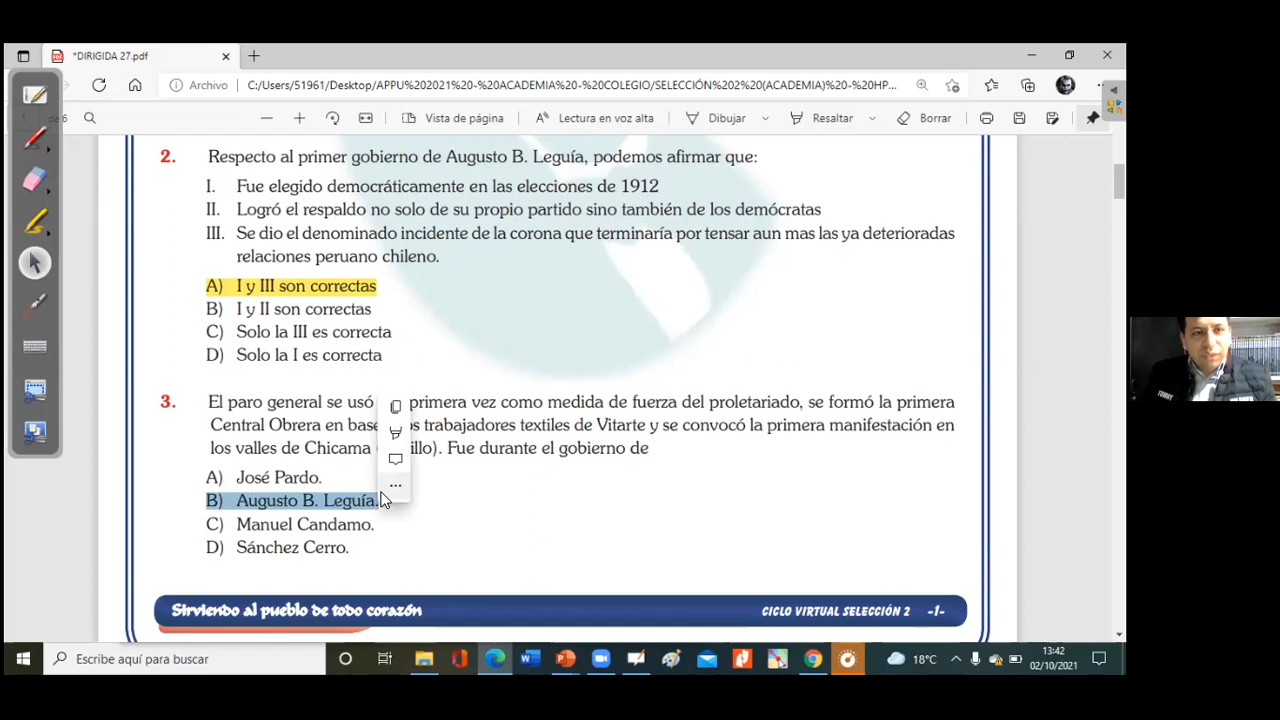 *DIRIGIDA 27.pdf
Archivo C:/Users/51961/Desktop/APPU%202021%20-%20ACADEMIA%20-%20COLEGIO/SELECCIÓN%202%20(ACADEMIA)%20-%20HP...
de 6 Vista de página Lectura en voz alta Dibujar Resaltar Borrar
2. Respecto al primer gobierno de Augusto B. Leguía, podemos afirmar que:
I. Fue elegido democráticamente en las elecciones de 1912
II. Logró el respaldo no solo de su propio partido sino también de los demócratas
III. Se dio el denominado incidente de la corona que terminaría por tensar aun mas las ya deterioradas
relaciones peruano chileno.
A) I y III son correctas
B) I y II son correctas
C) Solo la III es correcta
D) Solo la I es correcta
3. El paro general se usó primera vez como medida de fuerza del proletariado, se formó la primera
Central Obrera en base os trabajadores textiles de Vitarte y se convocó la primera manifestación en
los valles de Chicama ( illo). Fue durante el gobierno de
A) José Pardo.
B) Augusto B. Leguía.
C) Manuel Candamo.
D) Sánchez Cerro.
Sirviendo al pueblo de todo corazón CICLO VIRTUAL SELECCIÓN 2 -1-
Escribe aquí para buscar 18°C 13:42
02/10/2021